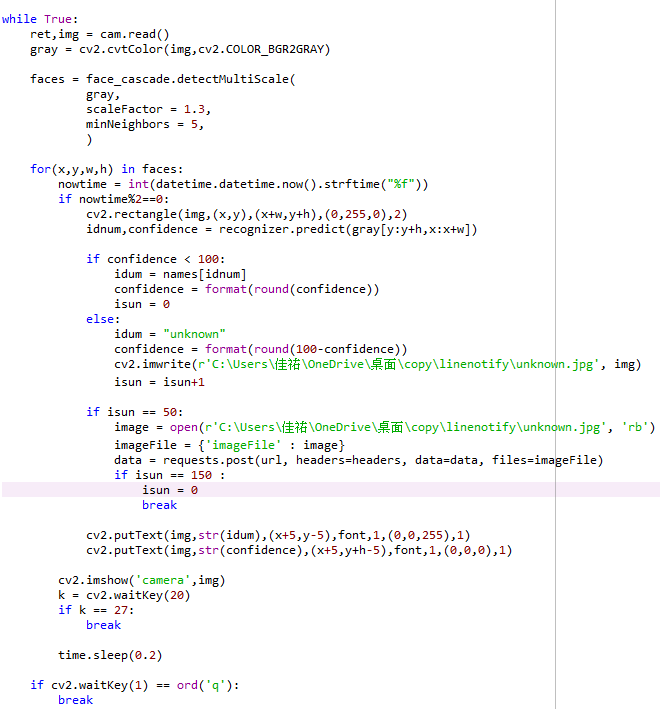 while True:
    ret,img = cam.read()
    gray = cv2.cvtColor(img,cv2.COLOR_BGR2GRAY)
    faces = face_cascade.detectMultiScale(
            gray,
            scaleFactor = 1.3,
            minNeighbors = 5,
            )
    for(x,y,w,h) in faces:
        nowtime = int(datetime.datetime.now().strftime("%f"))
        if nowtime%2==0:
            cv2.rectangle(img,(x,y),(x+w,y+h),(0,255,0),2)
            idnum,confidence = recognizer.predict(gray[y:y+h,x:x+w])
            if confidence < 100:
                idum = names[idnum]
                confidence = format(round(confidence))
                isun = 0
            else:
                idum = "unknown"
                confidence = format(round(100-confidence))
                cv2.imwrite(r'C:\Users\佳祐\OneDrive\桌面\copy\linenotify\unknown.jpg', img)
                isun = isun+1
            if isun == 50:
                image = open(r'C:\Users\佳祐\OneDrive\桌面\copy\linenotify\unknown.jpg', 'rb')
                imageFile = {'imageFile' : image}
                data = requests.post(url, headers=headers, data=data, files=imageFile)
                if isun == 150 :
                    isun = 0
                    break
            cv2.putText(img,str(idum),(x+5,y-5),font,1,(0,0,255),1)
            cv2.putText(img,str(confidence),(x+5,y+h-5),font,1,(0,0,0),1)
        cv2.imshow('camera',img)
        k = cv2.waitKey(20)
        if k == 27:
            break
        time.sleep(0.2)
    if cv2.waitKey(1) == ord('q'):
        break